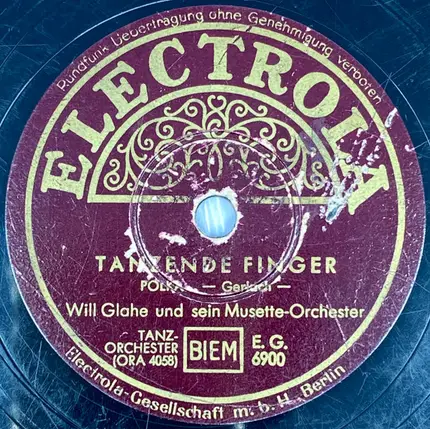 Rundfunk Uebertragung ohne Genehmigung verboten
ELECTROLA
TANZENDE FINGER
POLKA — Gerlach —
Will Glahe und sein Musette-Orchester
TANZ-
ORCHESTER
(ORA 4058)
BIEM
E. G.
6900
Electrola-Gesellschaft m. b. H. Berlin